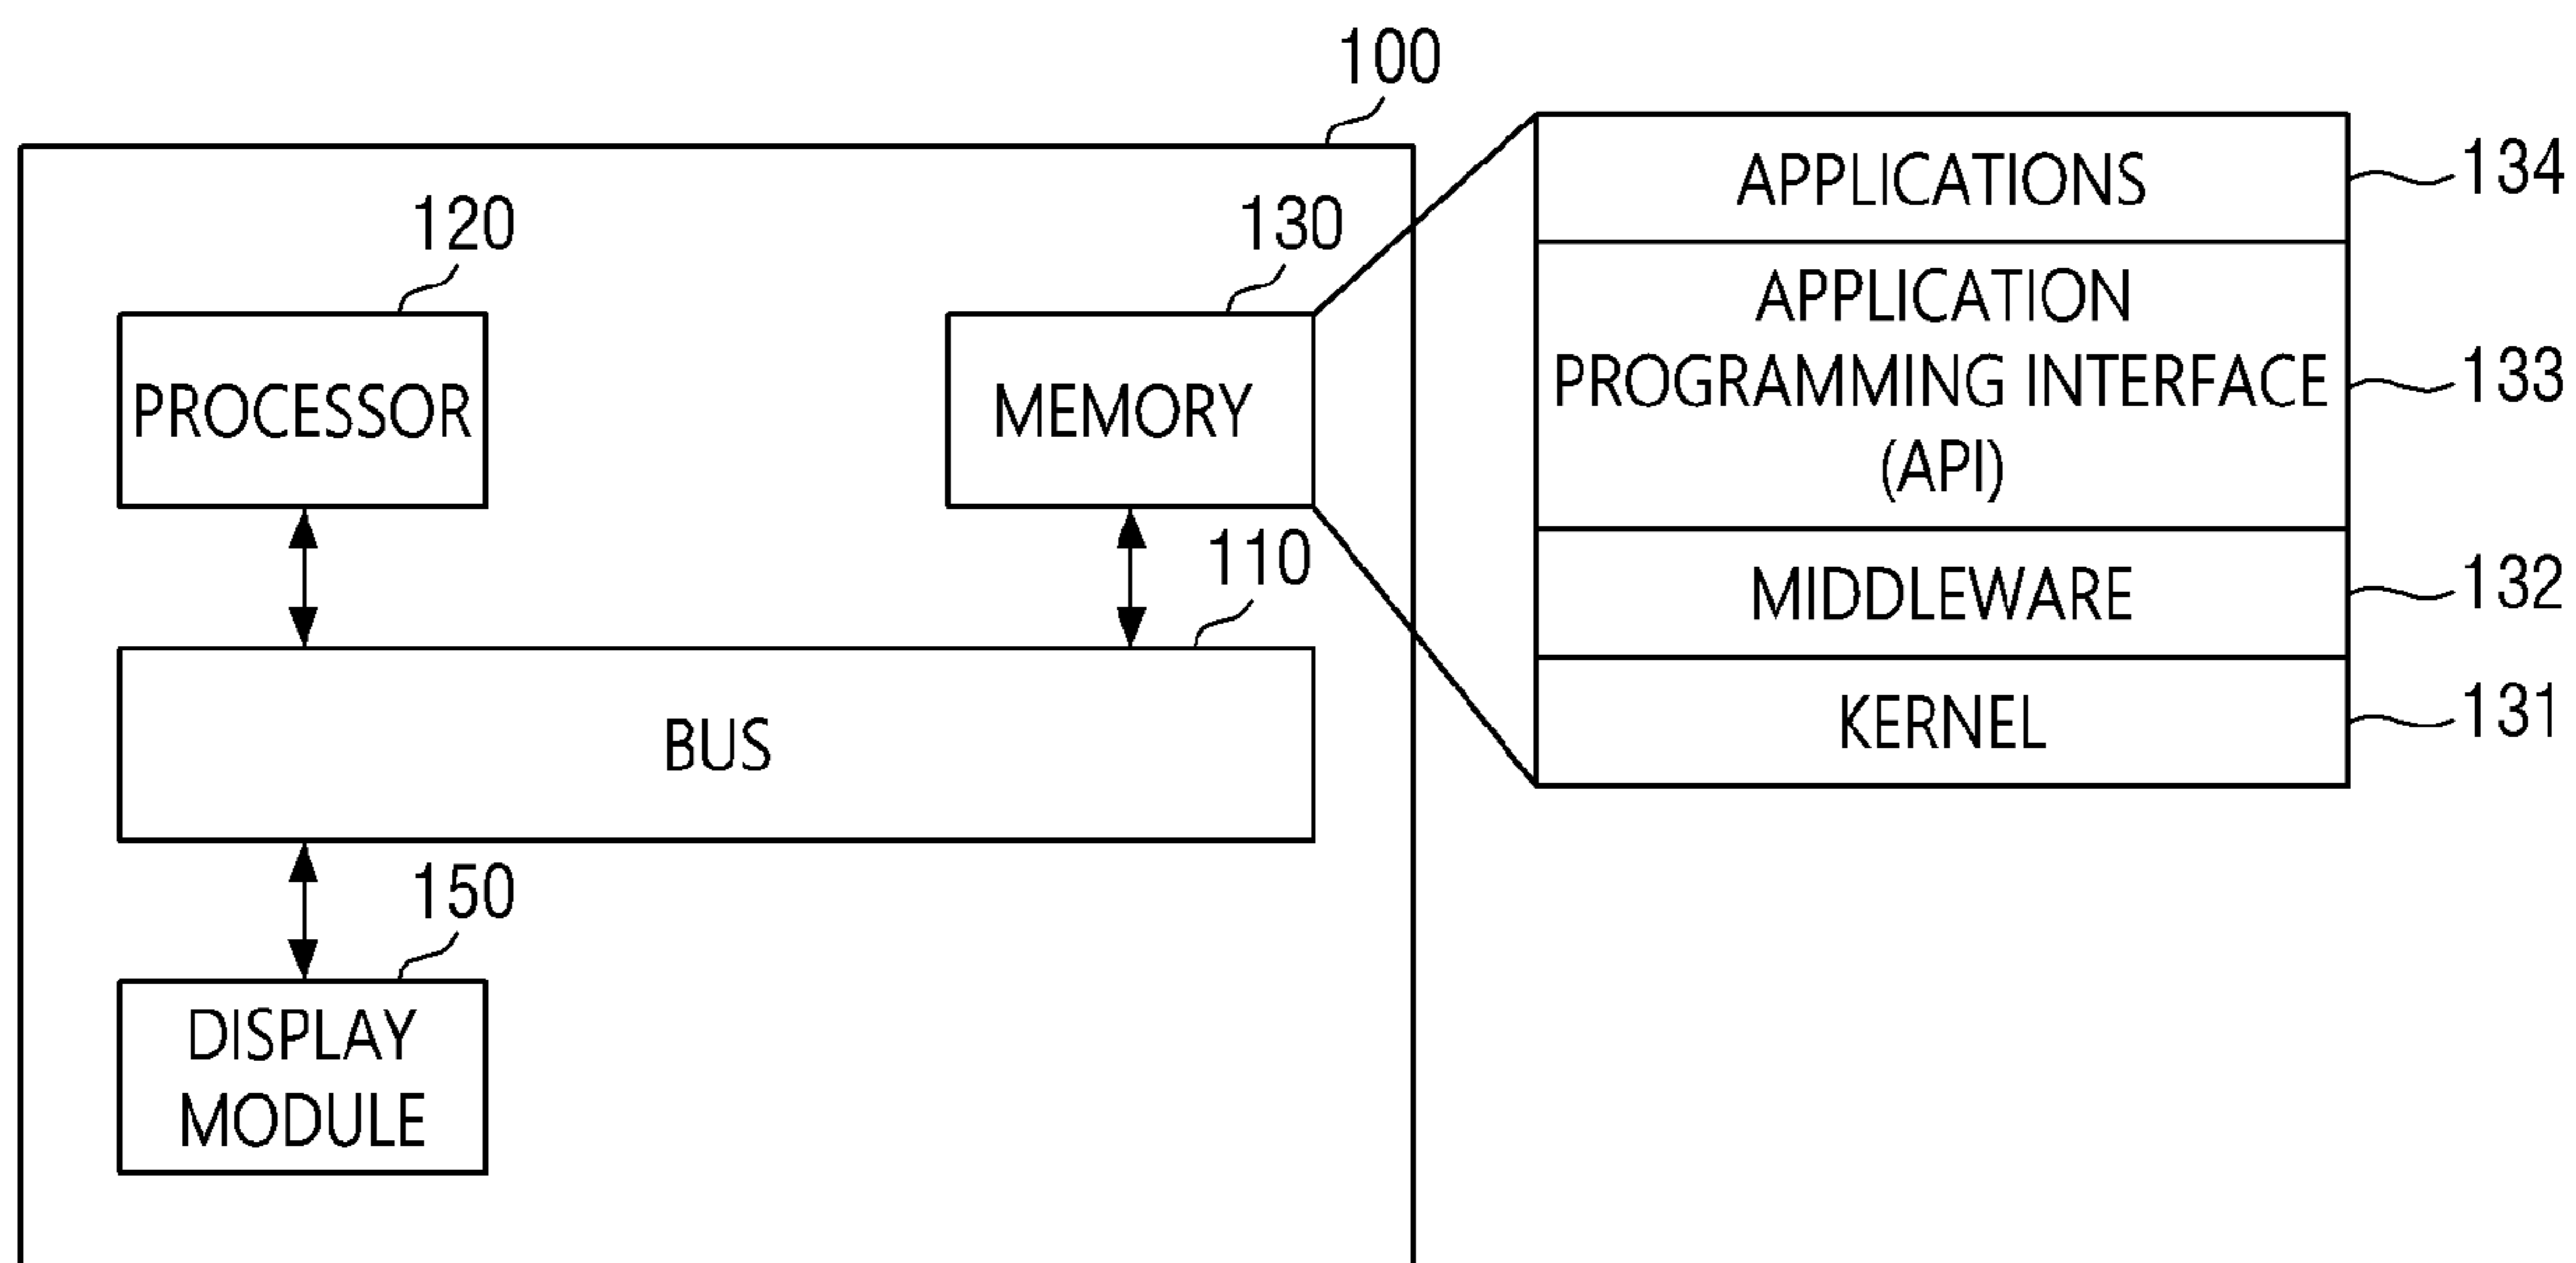 100
120
130
PROCESSOR
MEMORY
110
BUS
150
DISPLAY
MODULE
APPLICATIONS
134
APPLICATION
PROGRAMMING INTERFACE
(API)
133
MIDDLEWARE
132
KERNEL
131